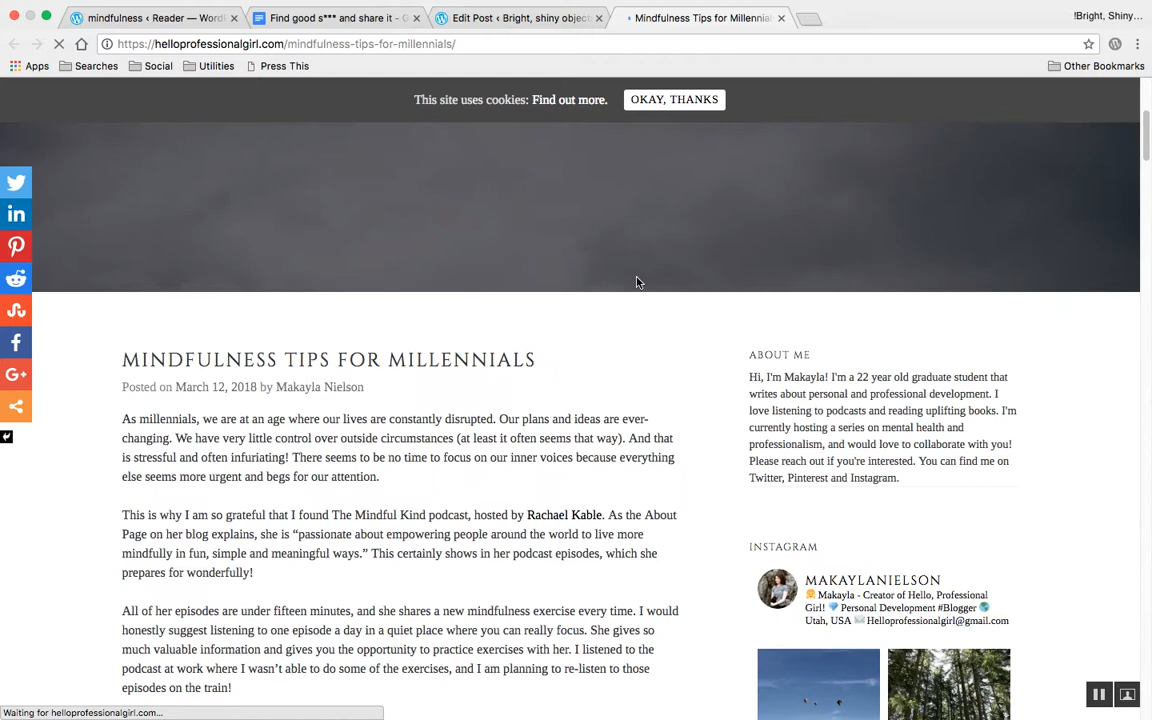 mindfulness ‹ Reader — Word
Find good s*** and share it - G
Edit Post ‹ Bright, shiny objec
Mindfulness Tips for Millennial
!Bright, Shiny...
https://helloprofessionalgirl.com/mindfulness-tips-for-millennials/
Apps
Searches
Social
Utilities
Press This
Other Bookmarks
This site uses cookies: Find out more.
OKAY, THANKS
MINDFULNESS TIPS FOR MILLENNIALS
Posted on March 12, 2018 by Makayla Nielson
As millennials, we are at an age where our lives are constantly disrupted. Our plans and ideas are ever-
changing. We have very little control over outside circumstances (at least it often seems that way). And that
is stressful and often infuriating! There seems to be no time to focus on our inner voices because everything
else seems more urgent and begs for our attention.
This is why I am so grateful that I found The Mindful Kind podcast, hosted by Rachael Kable. As the About
Page on her blog explains, she is “passionate about empowering people around the world to live more
mindfully in fun, simple and meaningful ways.” This certainly shows in her podcast episodes, which she
prepares for wonderfully!
All of her episodes are under fifteen minutes, and she shares a new mindfulness exercise every time. I would
honestly suggest listening to one episode a day in a quiet place where you can really focus. She gives so
much valuable information and gives you the opportunity to practice exercises with her. I listened to the
podcast at work where I wasn’t able to do some of the exercises, and I am planning to re-listen to those
episodes on the train!
ABOUT ME
Hi, I'm Makayla! I'm a 22 year old graduate student that
writes about personal and professional development. I
love listening to podcasts and reading uplifting books. I'm
currently hosting a series on mental health and
professionalism, and would love to collaborate with you!
Please reach out if you're interested. You can find me on
Twitter, Pinterest and Instagram.
INSTAGRAM
MAKAYLANIELSON
Makayla - Creator of Hello, Professional
Girl! 💎 Personal Development #Blogger 🌎
Utah, USA ✉ Helloprofessionalgirl@gmail.com
Waiting for helloprofessionalgirl.com...